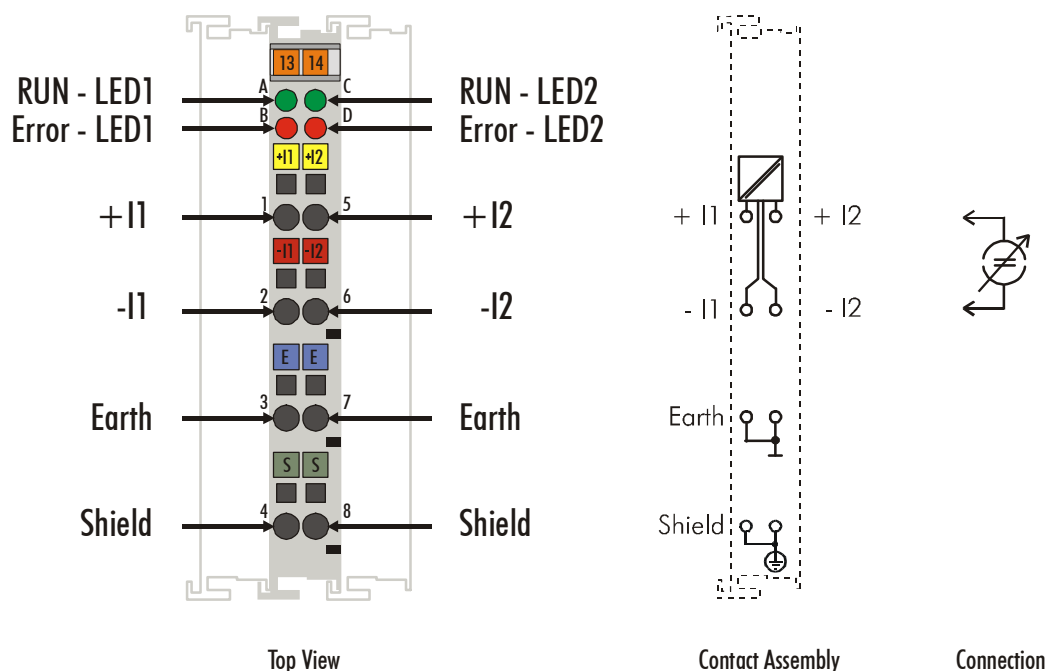 13 14
A C
RUN - LED1 RUN - LED2
B D
Error - LED1 Error - LED2
+I1 +I2
1 5
+I1 +I2 + I1 + I2
-I1 -I2
2 6
-I1 -I2 - I1 - I2
E E
3 7
Earth Earth Earth
S S
4 8
Shield Shield Shield
Top View Contact Assembly Connection